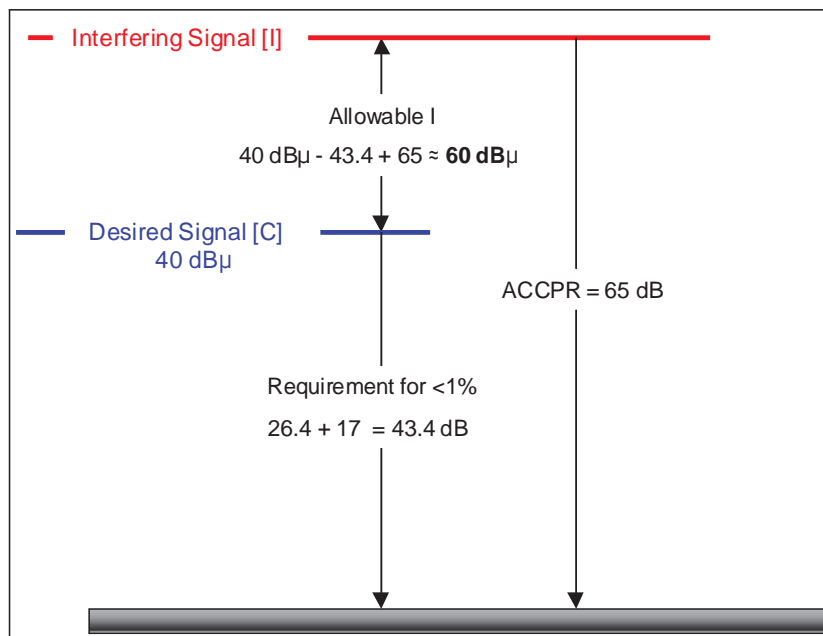 Interfering Signal [I]
Allowable I
40 dBµ - 43.4 + 65 ≈ 60 dBµ
Desired Signal [C]
40 dBµ
ACCPR = 65 dB
Requirement for <1%
26.4 + 17 = 43.4 dB